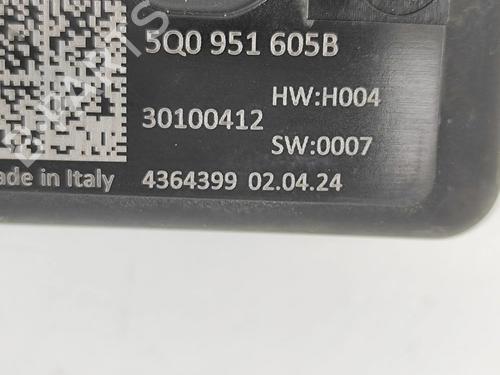 5Q0 951 605B
HW:H004
30100412
SW:0007
ade in Italy
4364399 02.04.24